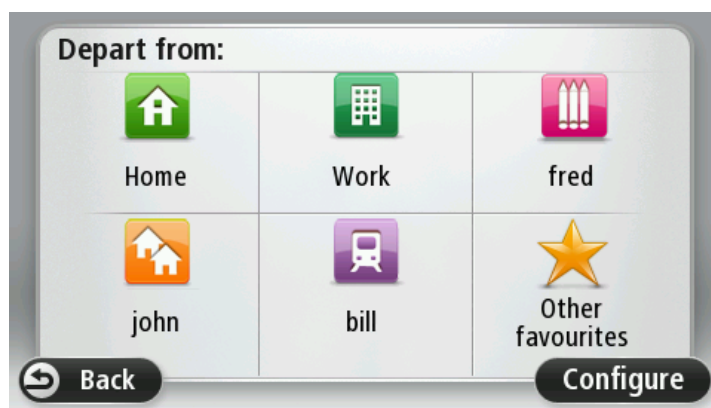 Depart from:
Home
Work
fred
john
bill
Other
favourites
Back
Configure